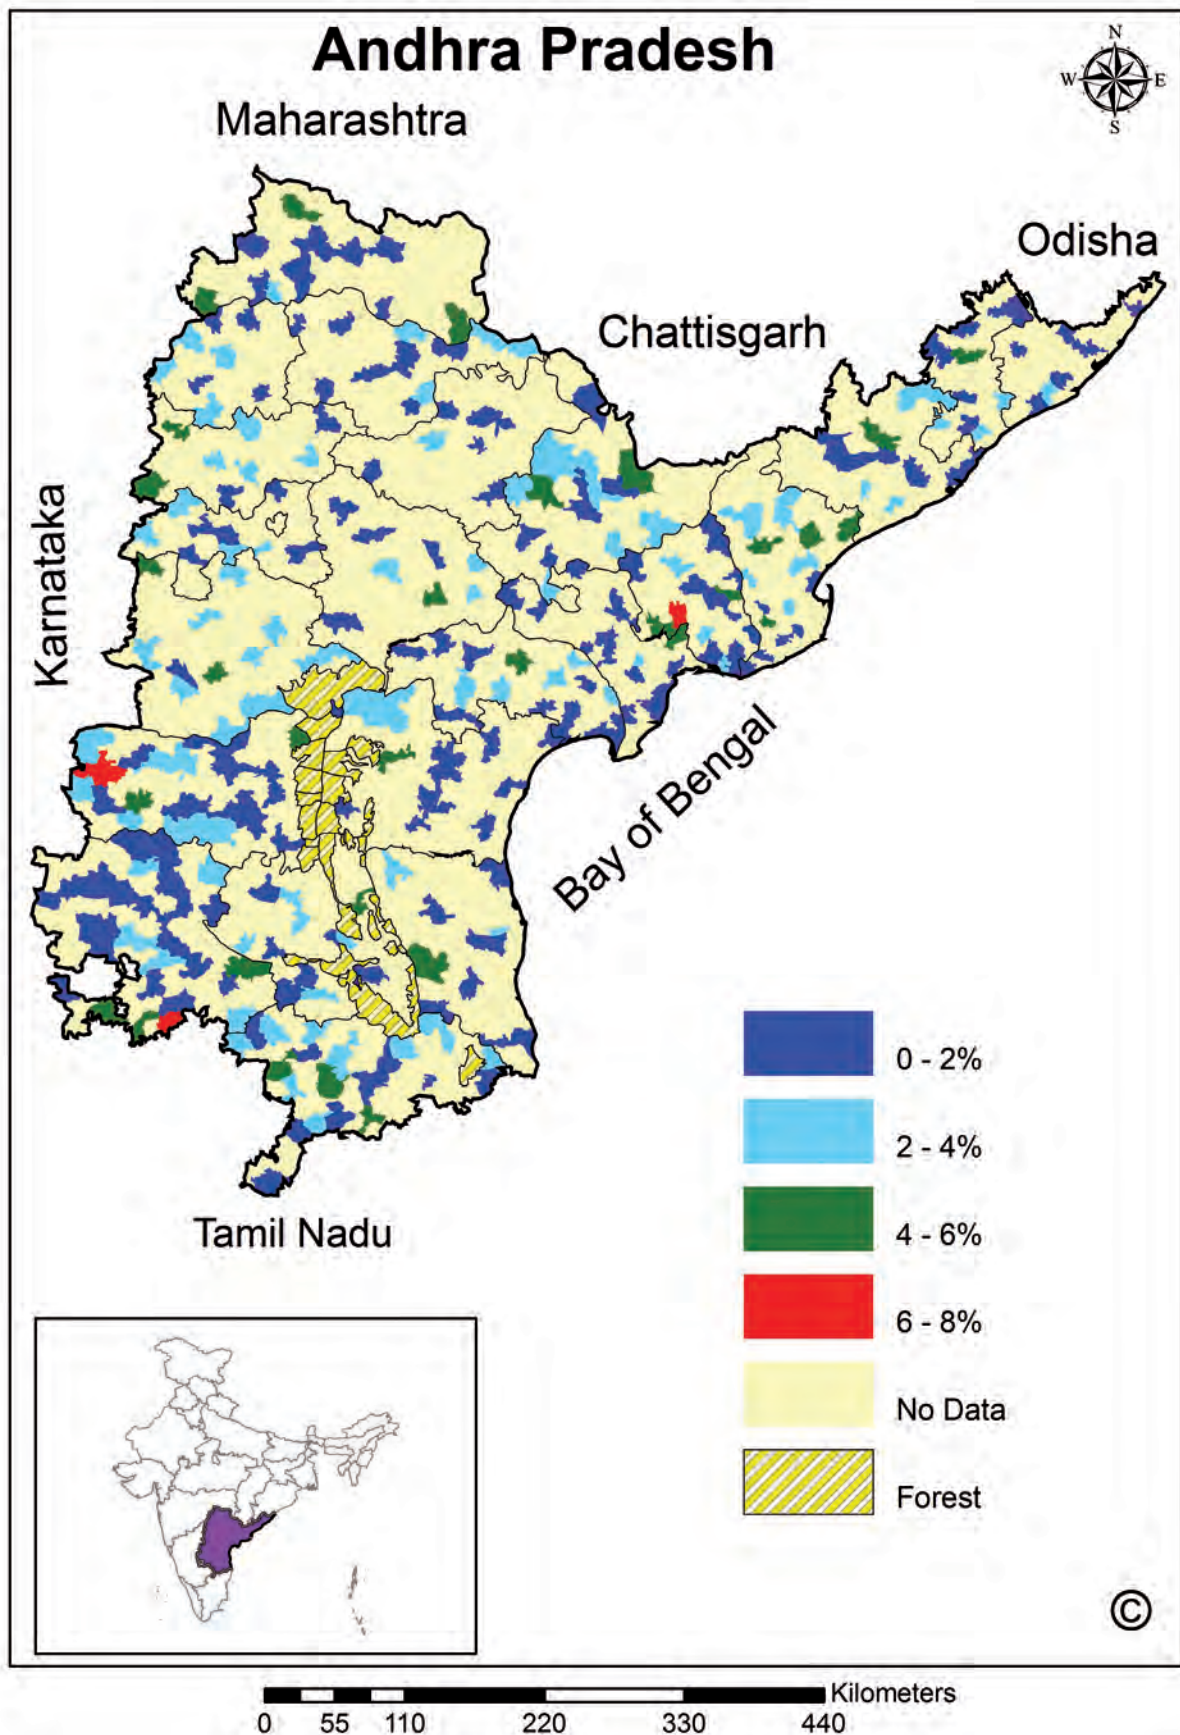 Andhra Pradesh
N
W E
S
Maharashtra
Odisha
Chattisgarh
Karnataka
Bay of Bengal
Tamil Nadu
0 - 2%
2 - 4%
4 - 6%
6 - 8%
No Data
Forest
©
Kilometers
0 55 110 220 330 440